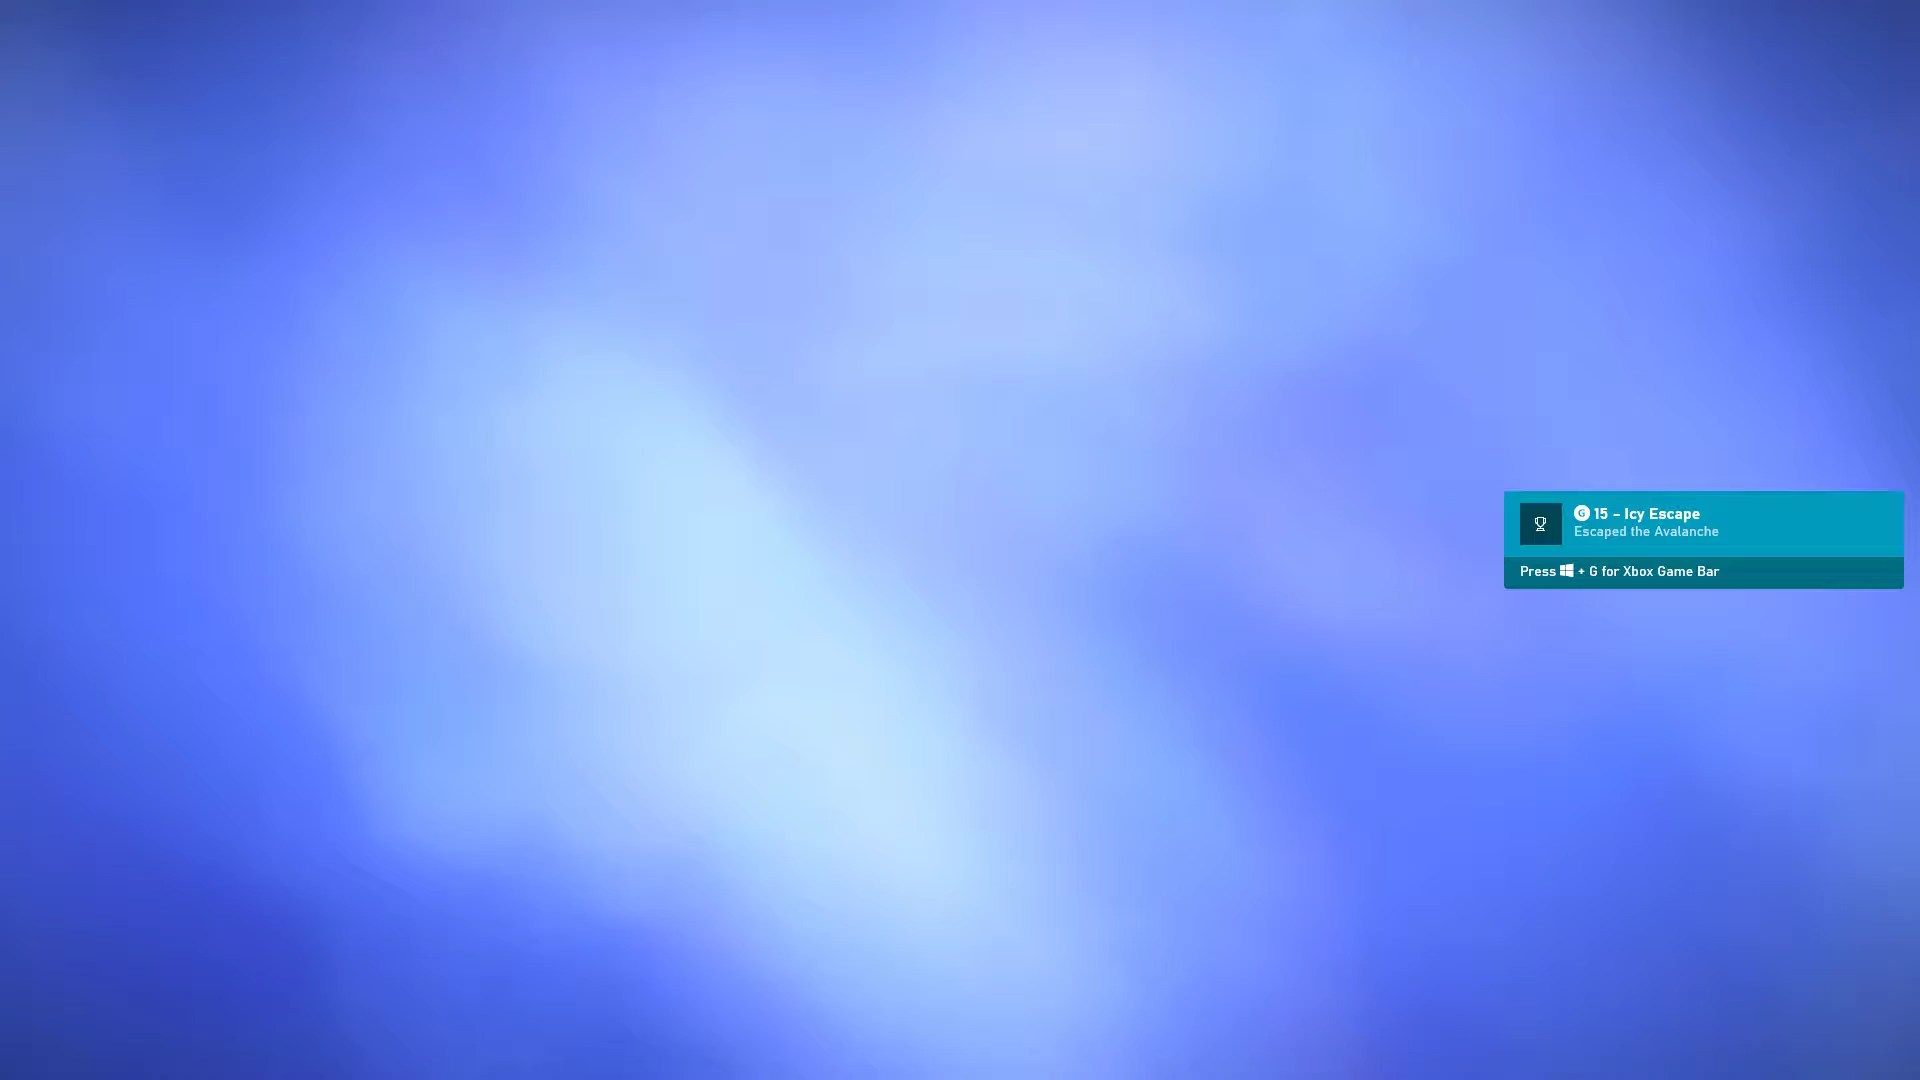 G 15 - Icy Escape
Escaped the Avalanche
Press + G for Xbox Game Bar